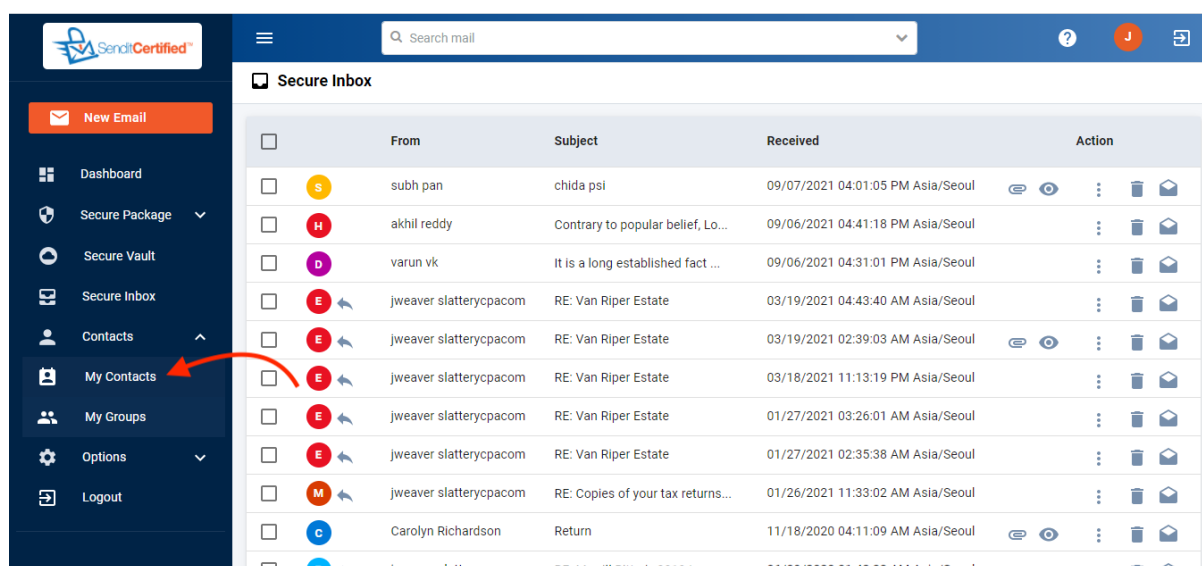 SenditCertified™
Search mail
J
Secure Inbox
New Email
Dashboard
Secure Package
Secure Vault
Secure Inbox
Contacts
My Contacts
My Groups
Options
Logout
From Subject Received Action
S subh pan chida psi 09/07/2021 04:01:05 PM Asia/Seoul
H akhil reddy Contrary to popular belief, Lo... 09/06/2021 04:41:18 PM Asia/Seoul
D varun vk It is a long established fact ... 09/06/2021 04:31:01 PM Asia/Seoul
E jweaver slatterycpacom RE: Van Riper Estate 03/19/2021 04:43:40 AM Asia/Seoul
E jweaver slatterycpacom RE: Van Riper Estate 03/19/2021 02:39:03 AM Asia/Seoul
E jweaver slatterycpacom RE: Van Riper Estate 03/18/2021 11:13:19 PM Asia/Seoul
E jweaver slatterycpacom RE: Van Riper Estate 01/27/2021 03:26:01 AM Asia/Seoul
E jweaver slatterycpacom RE: Van Riper Estate 01/27/2021 02:35:38 AM Asia/Seoul
M jweaver slatterycpacom RE: Copies of your tax returns... 01/26/2021 11:33:02 AM Asia/Seoul
C Carolyn Richardson Return 11/18/2020 04:11:09 AM Asia/Seoul